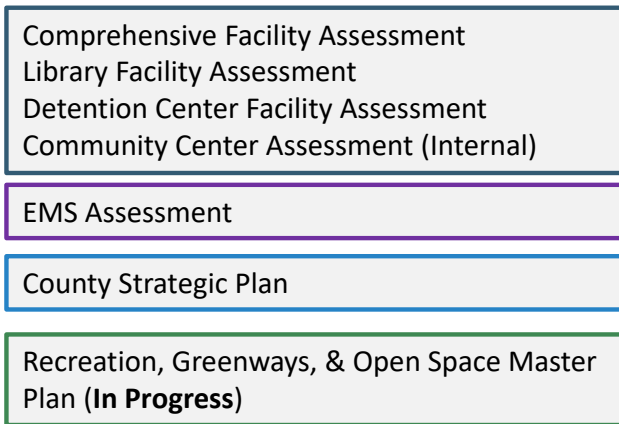 Comprehensive Facility Assessment
Library Facility Assessment
Detention Center Facility Assessment
Community Center Assessment (Internal)
EMS Assessment
County Strategic Plan
Recreation, Greenways, & Open Space Master
Plan (In Progress)